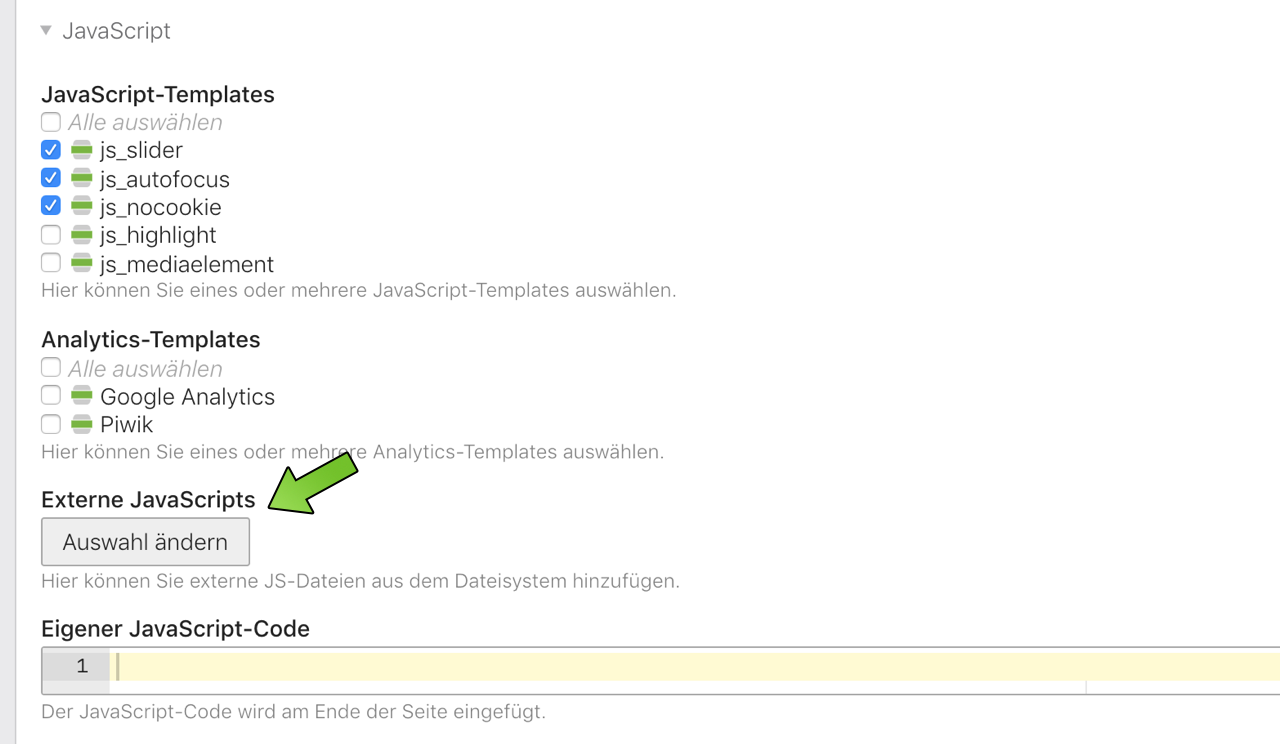 JavaScript
JavaScript-Templates
Alle auswählen
js_slider
js_autofocus
js_nocookie
js_highlight
js_mediaelement
Hier können Sie eines oder mehrere JavaScript-Templates auswählen.
Analytics-Templates
Alle auswählen
Google Analytics
Piwik
Hier können Sie eines oder mehrere Analytics-Templates auswählen.
Externe JavaScripts
Auswahl ändern
Hier können Sie externe JS-Dateien aus dem Dateisystem hinzufügen.
Eigener JavaScript-Code
1
Der JavaScript-Code wird am Ende der Seite eingefügt.